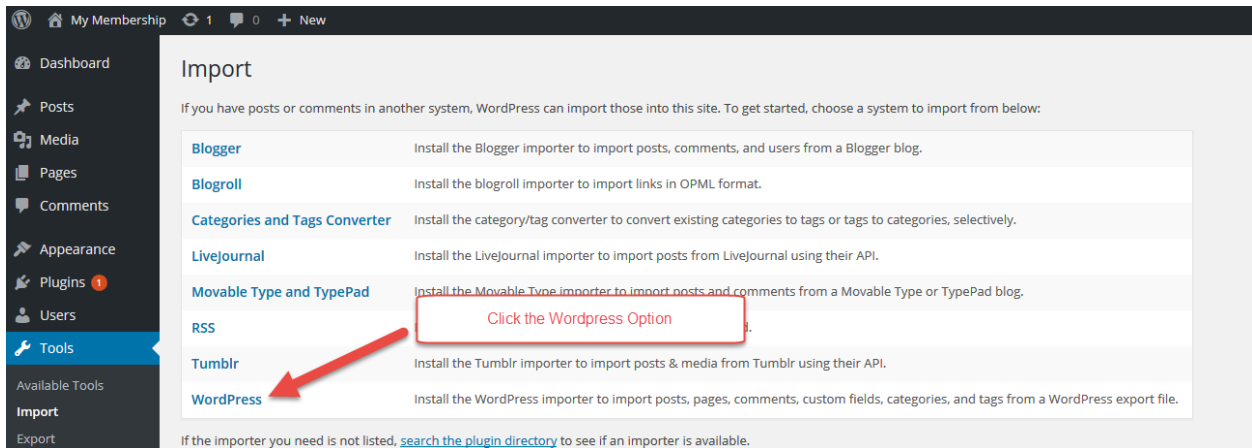 My Membership 1 0 + New
Dashboard
Posts
Media
Pages
Comments
Appearance
Plugins 1
Users
Tools
Available Tools
Import
Export
Import
If you have posts or comments in another system, WordPress can import those into this site. To get started, choose a system to import from below:
Blogger Install the Blogger importer to import posts, comments, and users from a Blogger blog.
Blogroll Install the blogroll importer to import links in OPML format.
Categories and Tags Converter Install the category/tag converter to convert existing categories to tags or tags to categories, selectively.
LiveJournal Install the LiveJournal importer to import posts from LiveJournal using their API.
Movable Type and TypePad Install the Movable Type importer to import posts and comments from a Movable Type or TypePad blog.
Click the Wordpress Option
RSS
Tumblr Install the Tumblr importer to import posts & media from Tumblr using their API.
WordPress Install the WordPress importer to import posts, pages, comments, custom fields, categories, and tags from a WordPress export file.
If the importer you need is not listed, search the plugin directory to see if an importer is available.